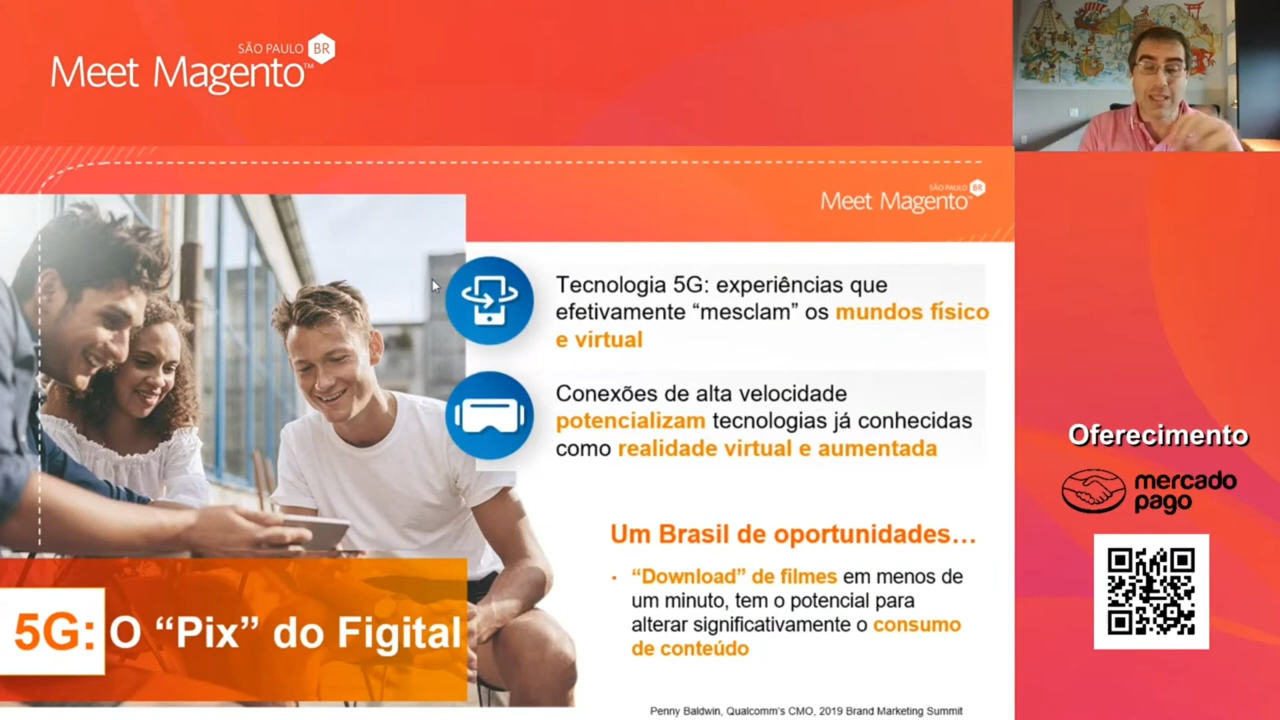 SÃO PAULO BR
Meet Magento™
SÃO PAULO BR
Meet Magento™
Tecnologia 5G: experiências que
efetivamente “mesclam” os mundos físico
e virtual
Conexões de alta velocidade
potencializam tecnologias já conhecidas
como realidade virtual e aumentada
Um Brasil de oportunidades…
· “Download” de filmes em menos de
um minuto, tem o potencial para
alterar significativamente o consumo
de conteúdo
5G: O “Pix” do Figital
Penny Baldwin, Qualcomm’s CMO, 2019 Brand Marketing Summit
Oferecimento
mercado
pago